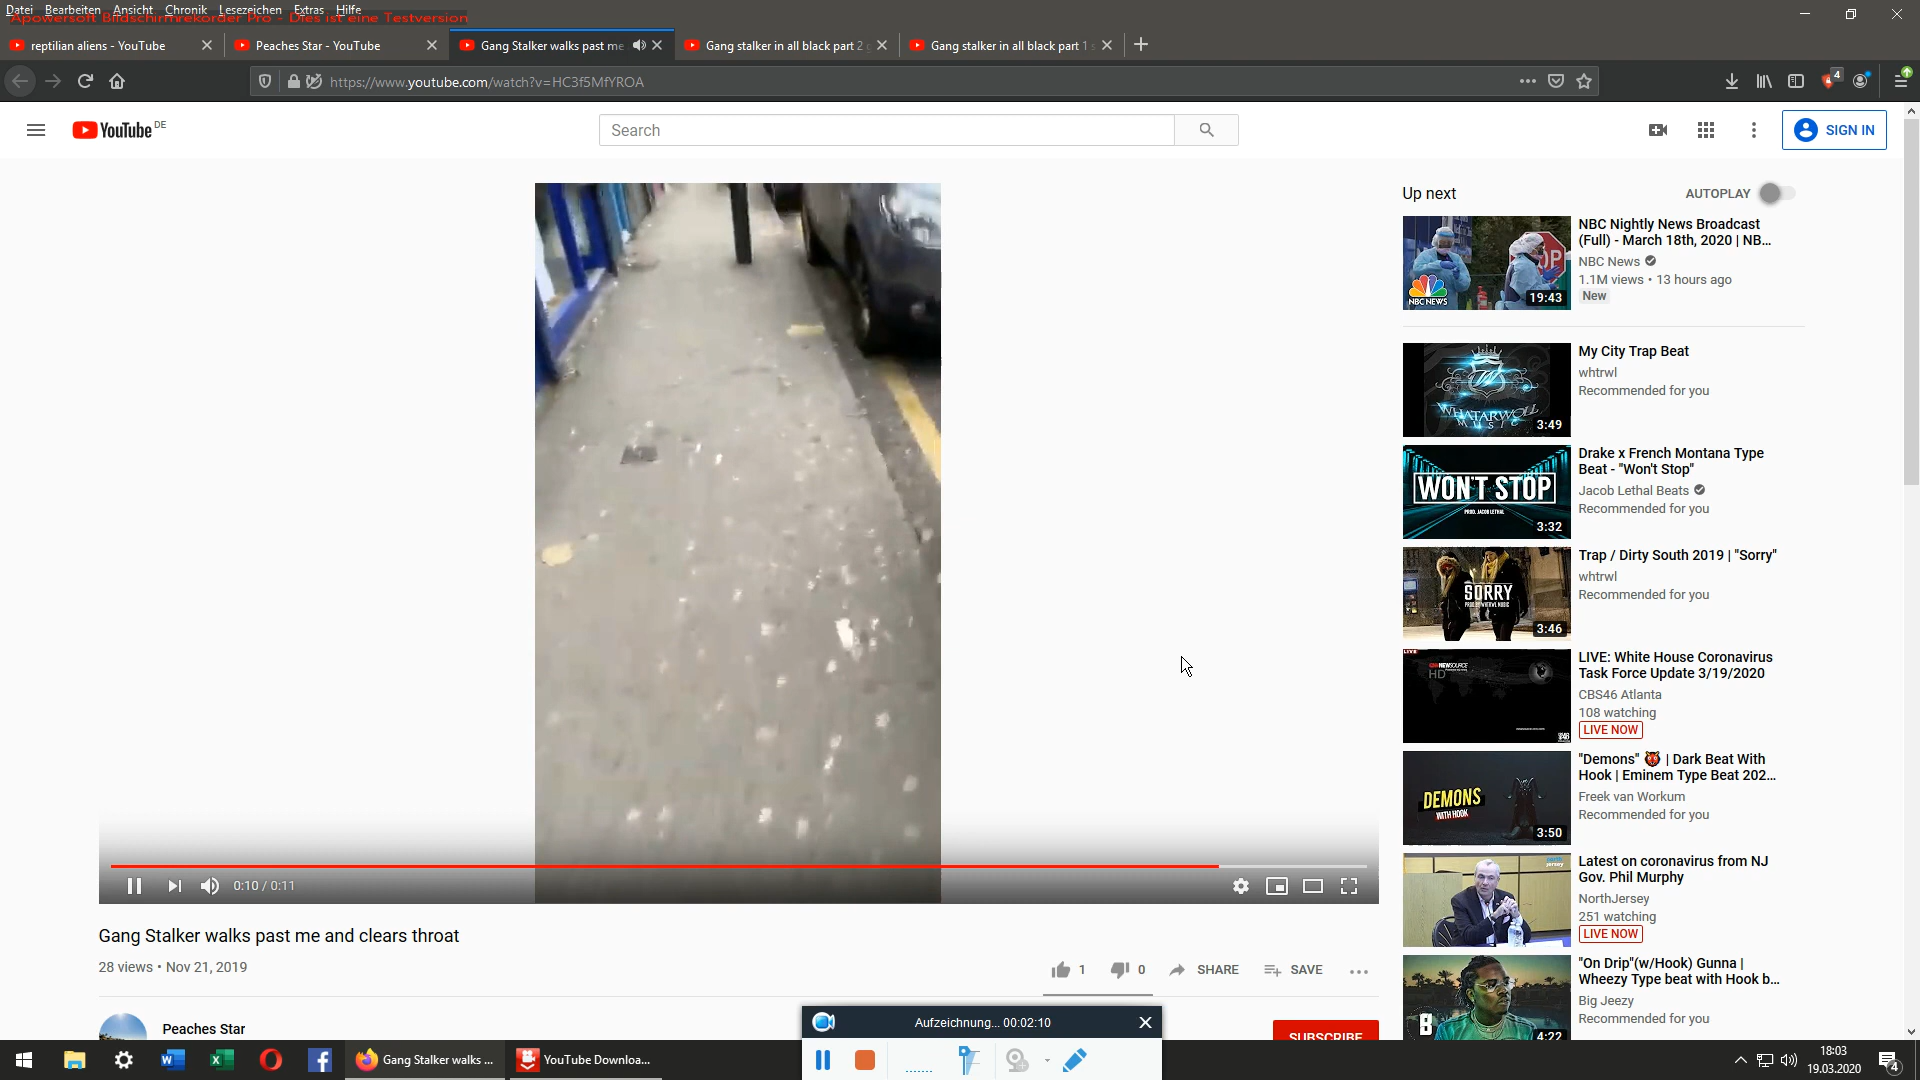 Datei Bearbeiten Ansicht Chronik Lesezeichen Extras Hilfe
Apowersoft Bildschirmrekorder Pro - Dies ist eine Testversion
reptilian aliens - YouTube
Peaches Star - YouTube
Gang Stalker walks past me
Gang stalker in all black part 2
Gang stalker in all black part 1
https://www.youtube.com/watch?v=HC3f5MfYROA
4
YouTube DE
Search
SIGN IN
Up next
AUTOPLAY
NBC Nightly News Broadcast
(Full) - March 18th, 2020 | NB...
NBC News
1.1M views • 13 hours ago
New
NBC NEWS
19:43
My City Trap Beat
whtrwl
Recommended for you
WHATARWOLL
MUSIC
3:49
Drake x French Montana Type
Beat - "Won't Stop"
Jacob Lethal Beats
Recommended for you
WON'T STOP
PROD. JACOB LETHAL
3:32
Trap / Dirty South 2019 | "Sorry"
whtrwl
Recommended for you
SORRY
3:46
LIVE: White House Coronavirus
Task Force Update 3/19/2020
CBS46 Atlanta
108 watching
LIVE NOW
HD
"Demons" 👹 | Dark Beat With
Hook | Eminem Type Beat 202...
Freek van Workum
Recommended for you
DEMONS
WITH HOOK
3:50
Latest on coronavirus from NJ
Gov. Phil Murphy
NorthJersey
251 watching
LIVE NOW
"On Drip"(w/Hook) Gunna |
Wheezy Type beat with Hook b...
Big Jeezy
Recommended for you
B
4:22
0:10 / 0:11
Gang Stalker walks past me and clears throat
28 views • Nov 21, 2019
1
0
SHARE
SAVE
Peaches Star
SUBSCRIBE
Aufzeichnung... 00:02:10
Gang Stalker walks ...
YouTube Downloa...
18:03
19.03.2020
4